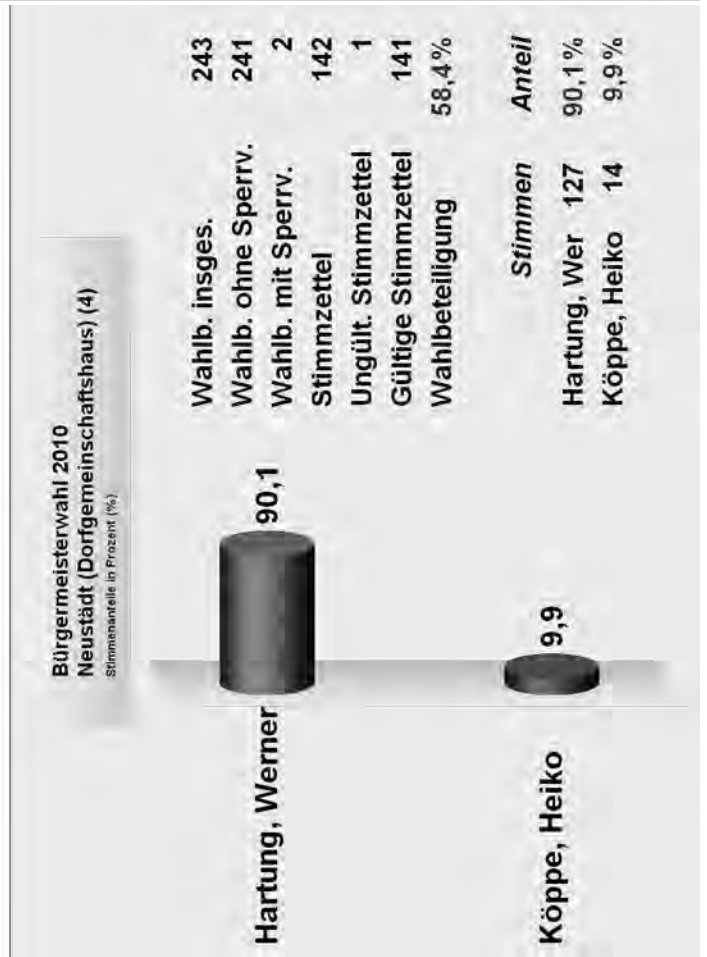 Bürgermeisterwahl 2010
Neustädt (Dorfgemeinschaftshaus) (4)
Stimmenanteile in Prozent (%)
90,1
9,9
Hartung, Werner
Köppe, Heiko
Wahlb. insges. 243
Wahlb. ohne Sperrv. 241
Wahlb. mit Sperrv. 2
Stimmzettel 142
Ungült. Stimmzettel 1
Gültige Stimmzettel 141
Wahlbeteiligung 58,4%
Stimmen Anteil
Hartung, Wer 127 90,1%
Köppe, Heiko 14 9,9%